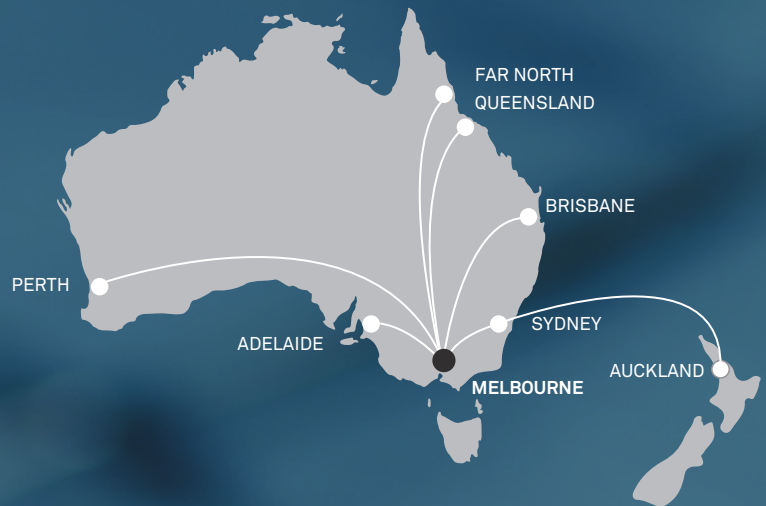 FAR NORTH
QUEENSLAND
BRISBANE
PERTH
SYDNEY
ADELAIDE
AUCKLAND
MELBOURNE